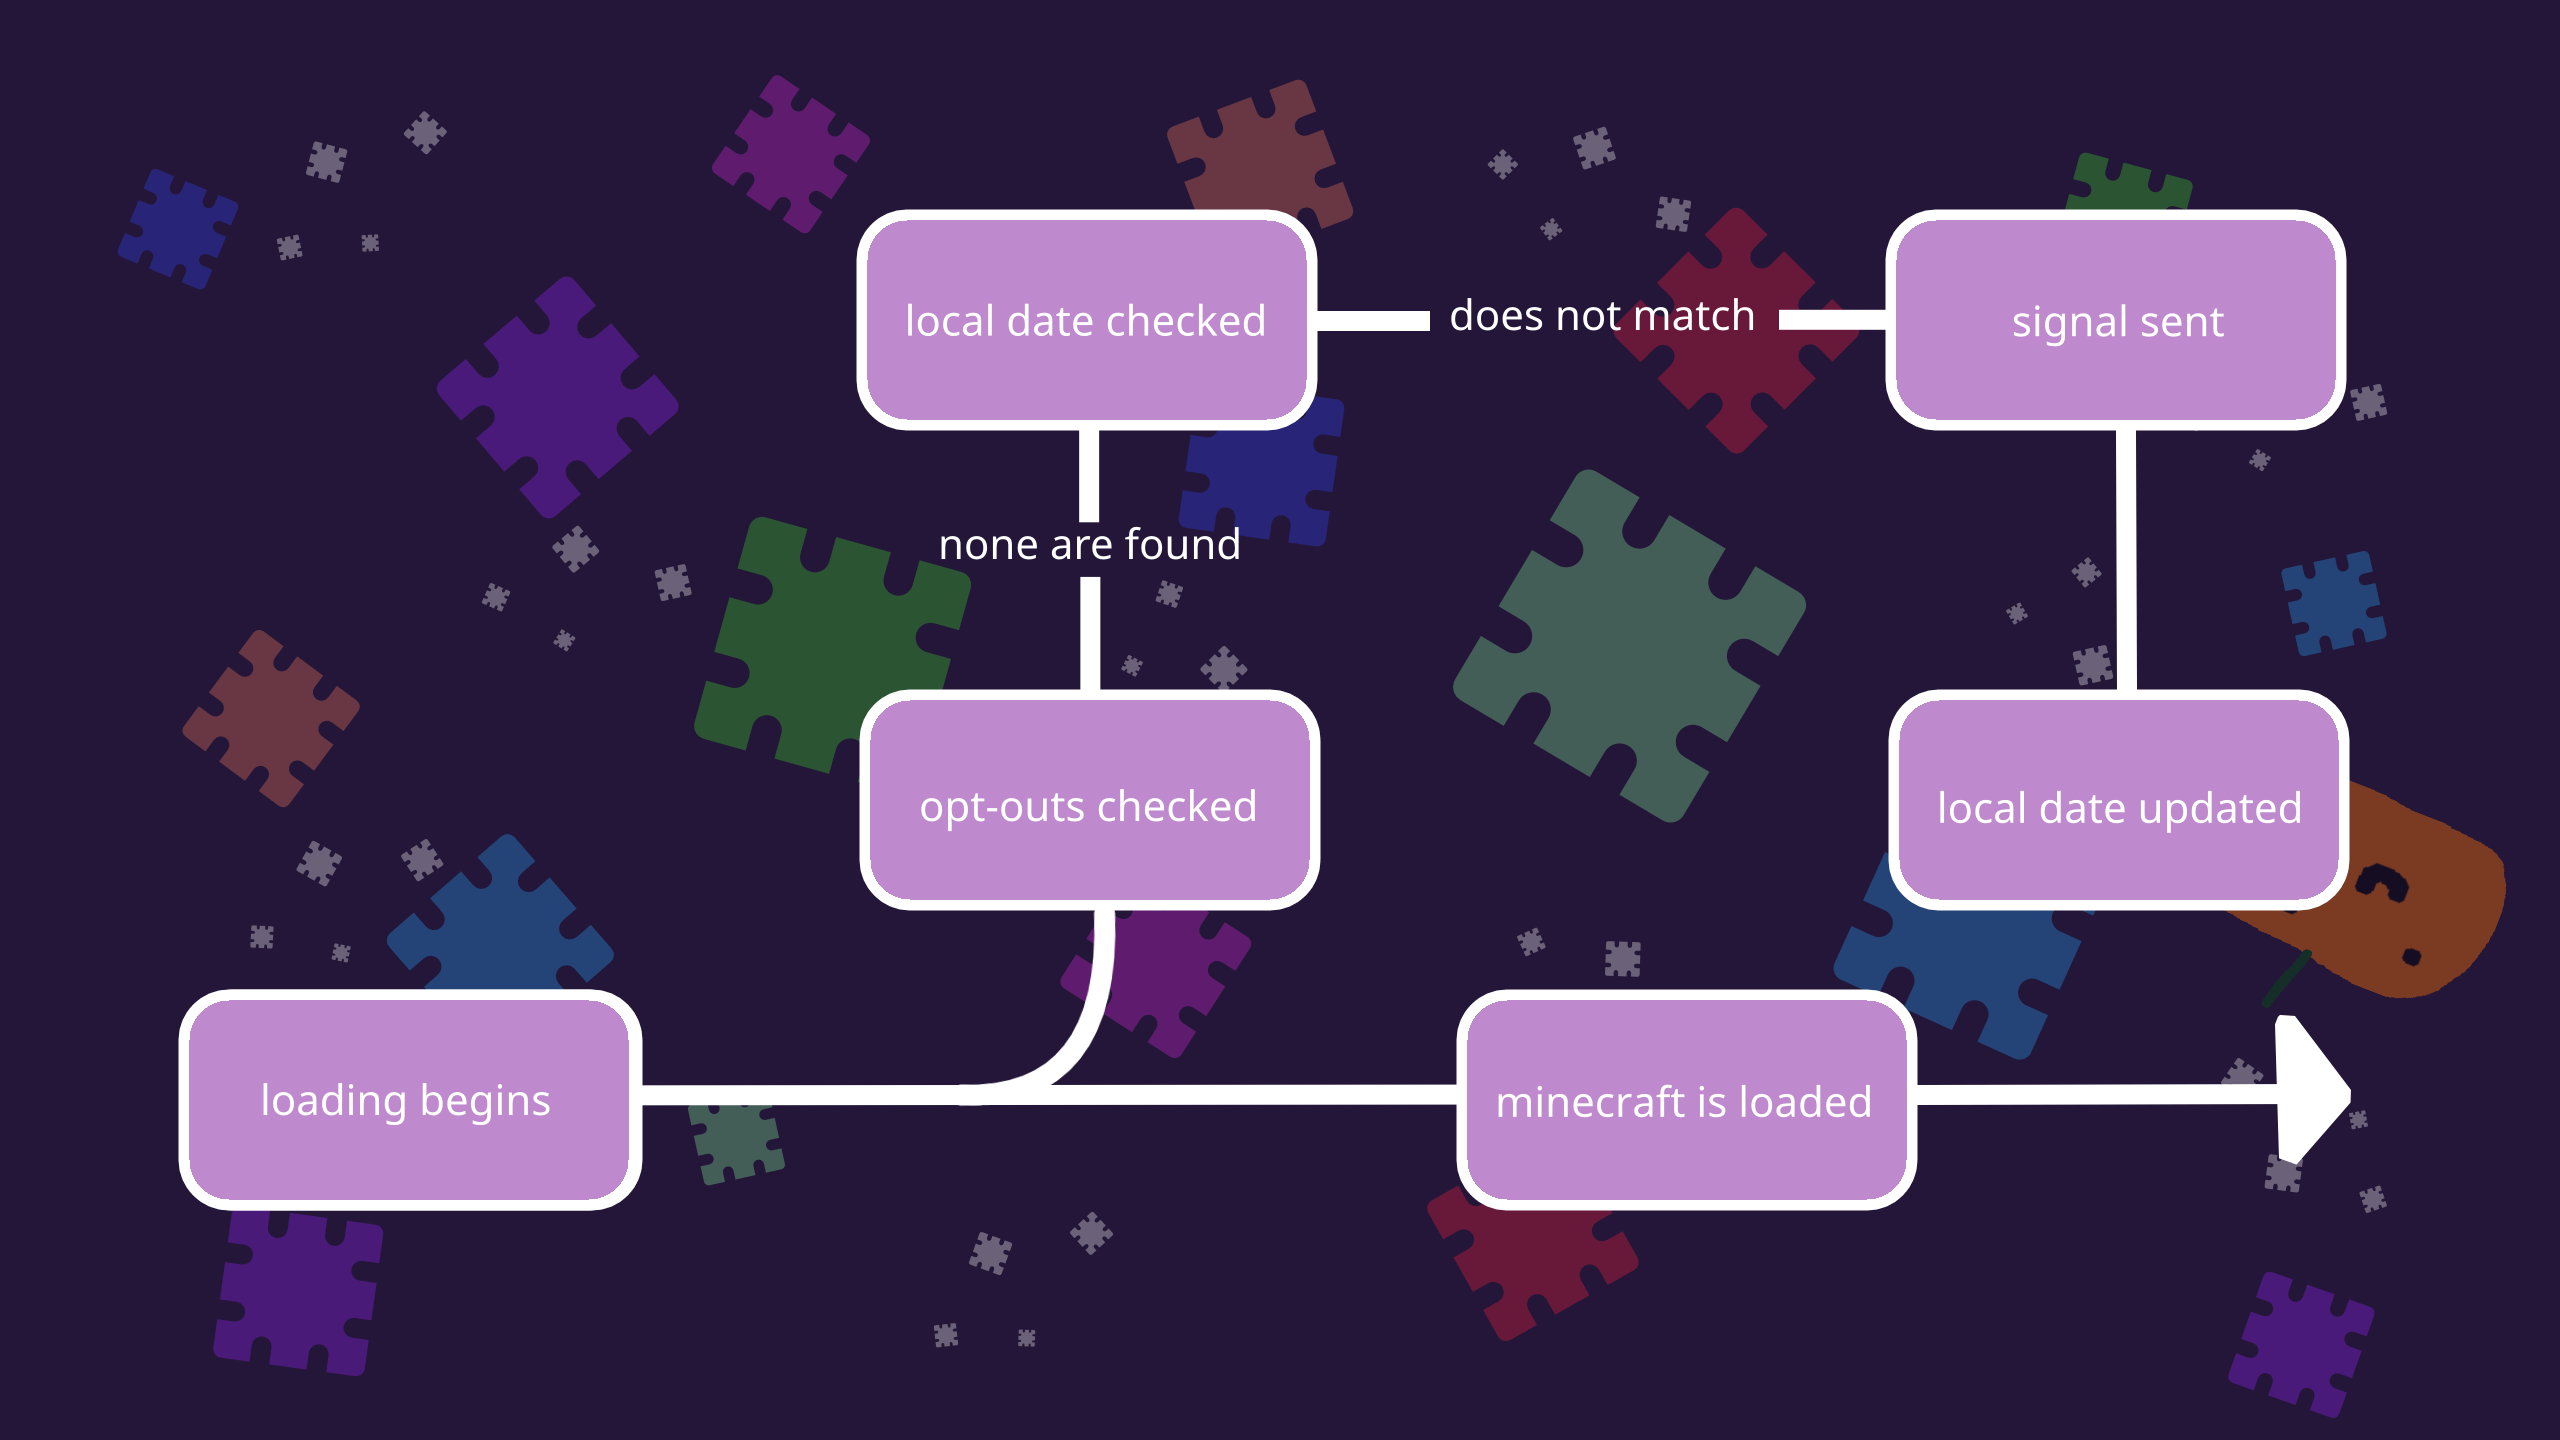 local date checked
does not match
signal sent
none are found
opt-outs checked
local date updated
loading begins
minecraft is loaded